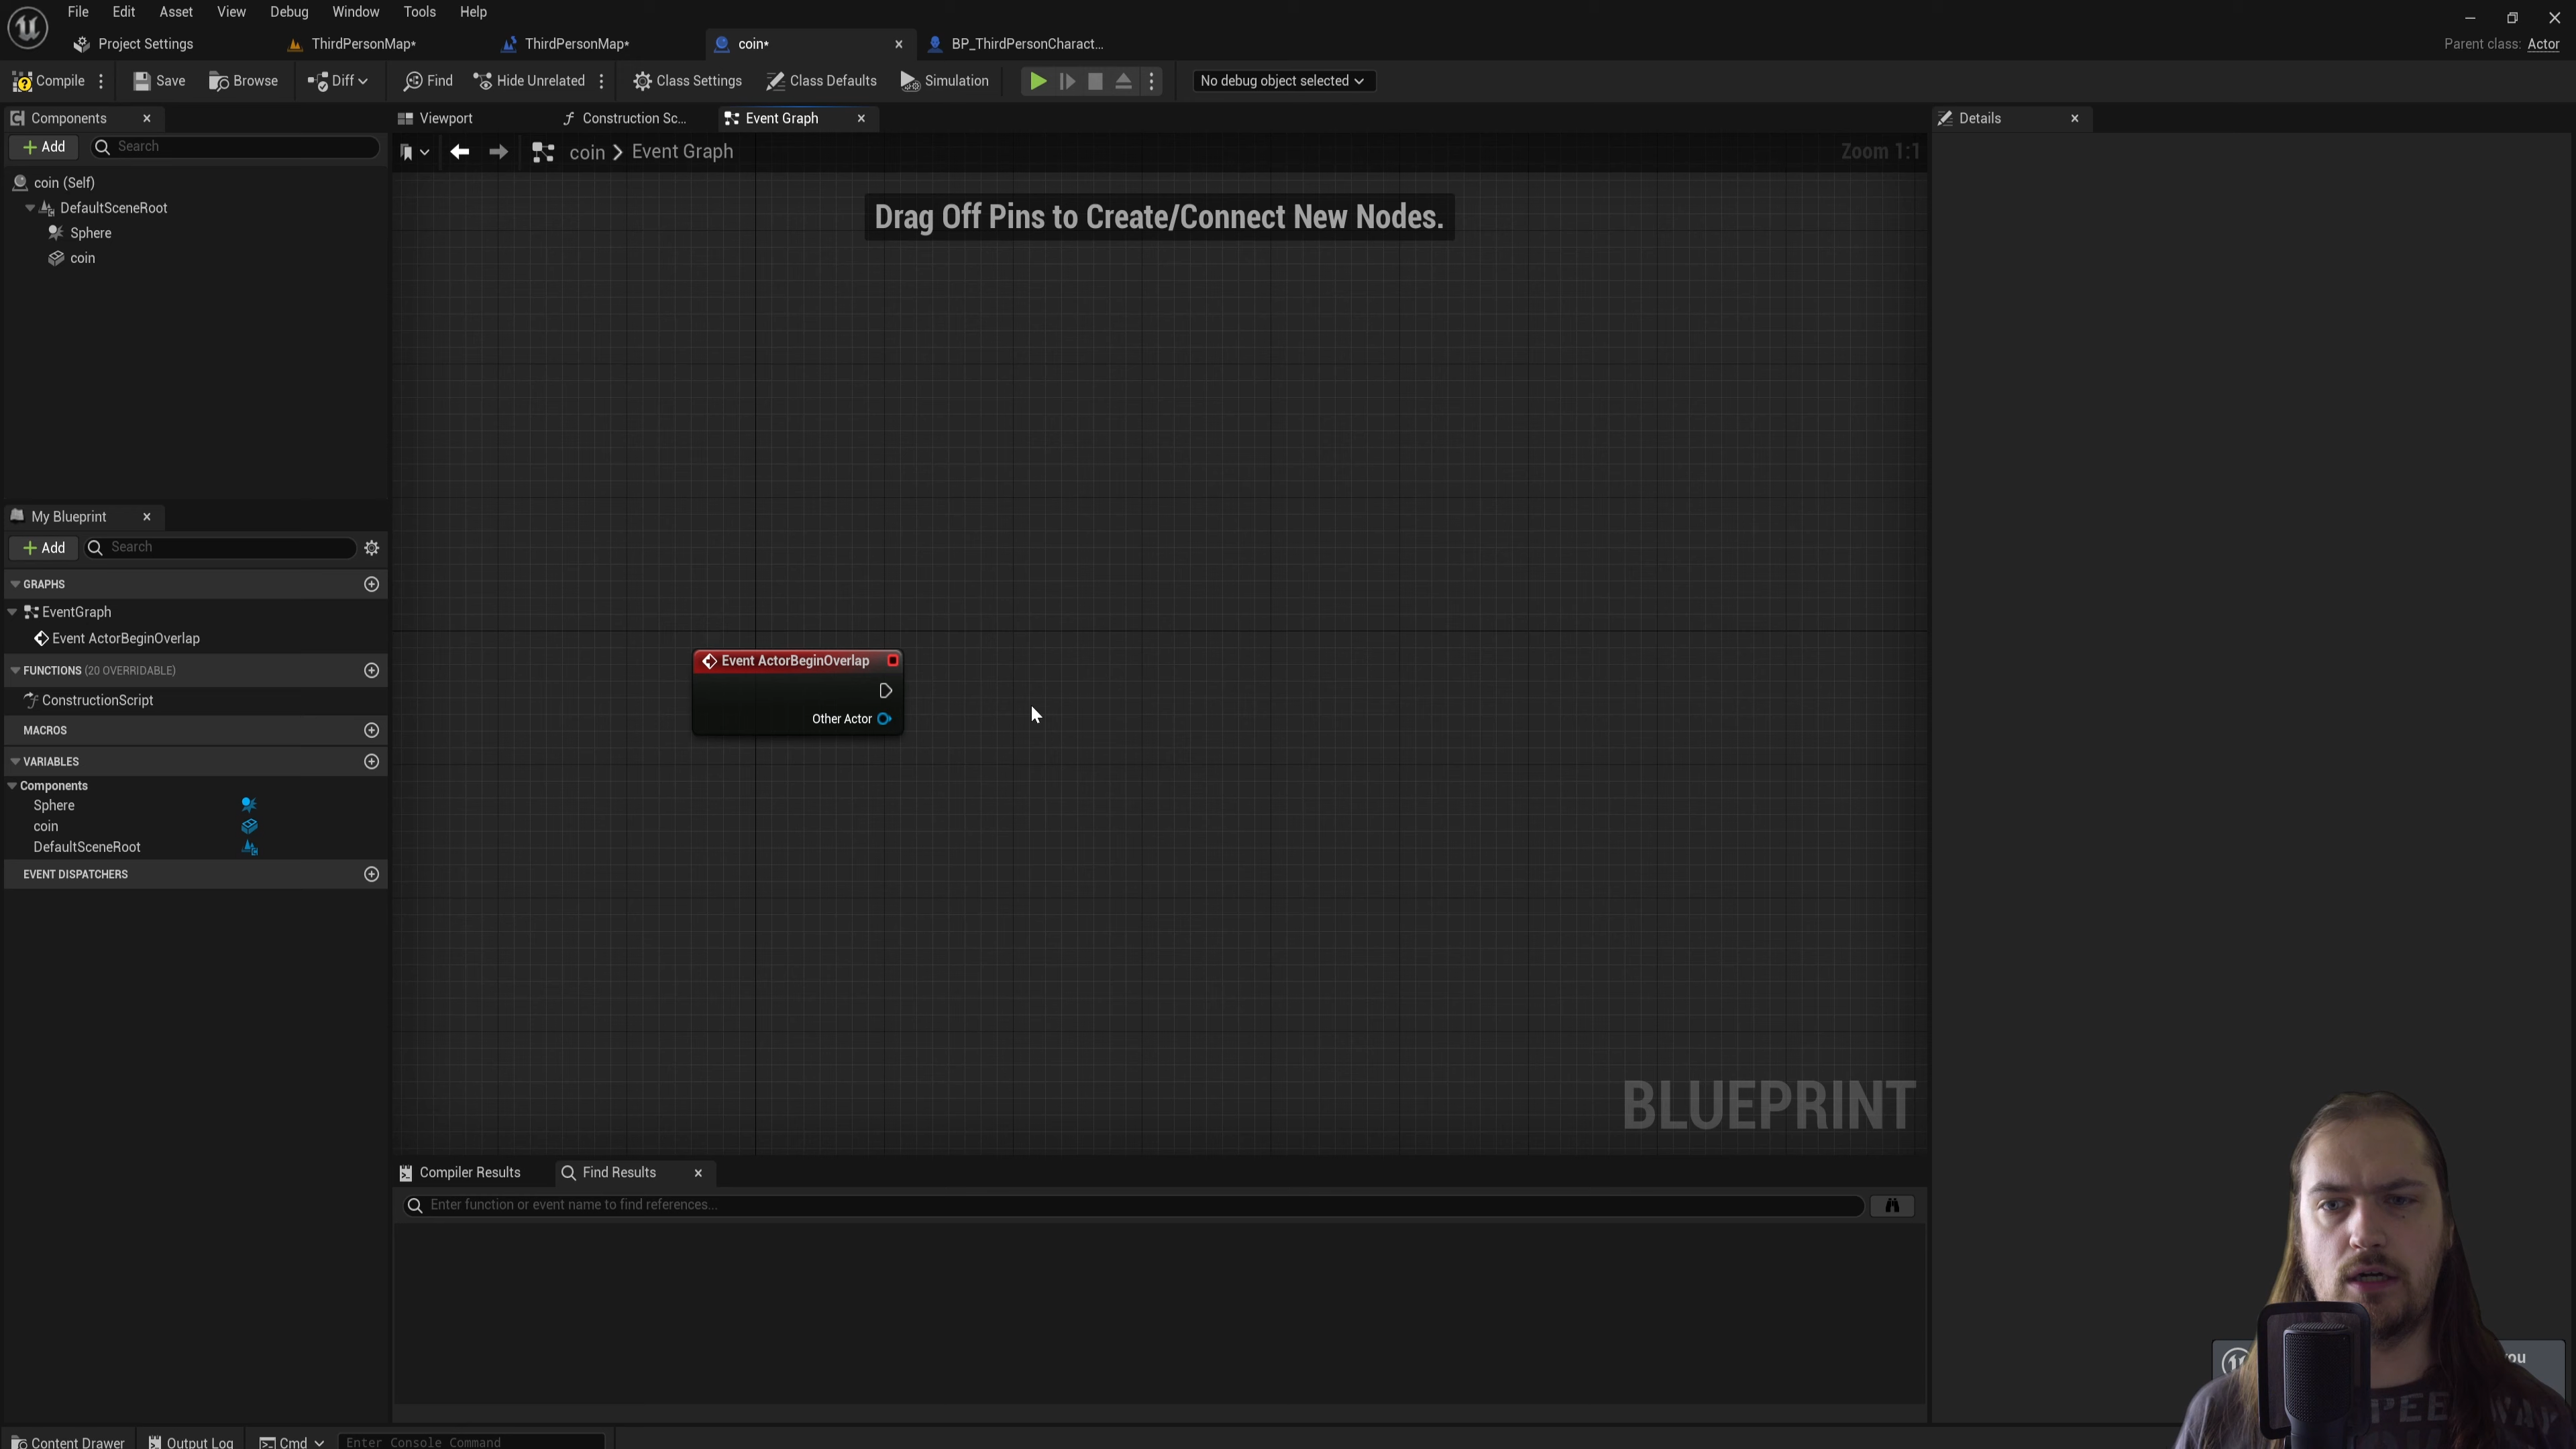 File Edit Asset View Debug Window Tools Help
Project Settings ThirdPersonMap* ThirdPersonMap* coin* BP_ThirdPersonCharact... Parent class: Actor
Compile Save Browse Diff Find Hide Unrelated Class Settings Class Defaults Simulation No debug object selected
Components
Add Search
coin (Self)
DefaultSceneRoot
Sphere
coin
Viewport Construction Sc... Event Graph
coin > Event Graph Zoom 1:1
Drag Off Pins to Create/Connect New Nodes.
Event ActorBeginOverlap
Other Actor
BLUEPRINT
My Blueprint
Add Search
GRAPHS
EventGraph
Event ActorBeginOverlap
FUNCTIONS (20 OVERRIDABLE)
ConstructionScript
MACROS
VARIABLES
Components
Sphere
coin
DefaultSceneRoot
EVENT DISPATCHERS
Compiler Results Find Results
Enter function or event name to find references...
Details
Content Drawer Output Log Cmd Enter Console Command